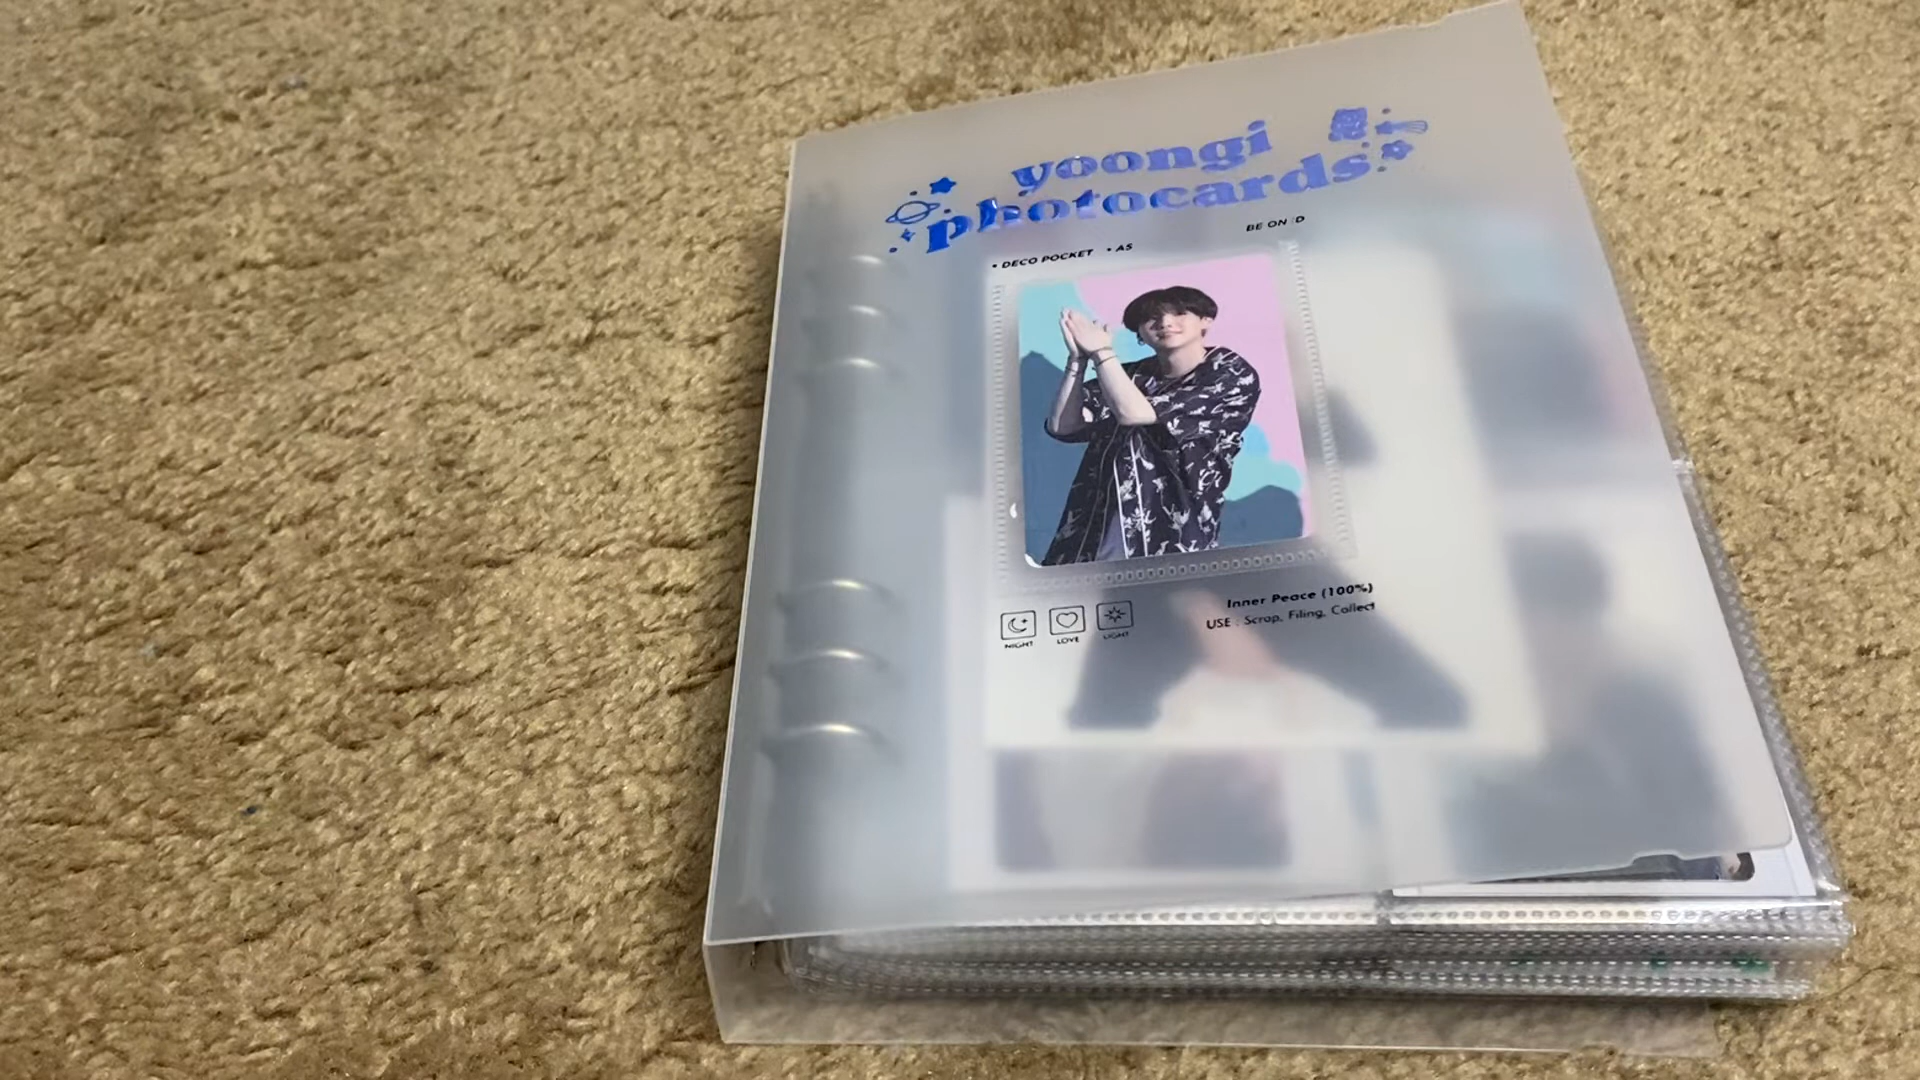 yoongi
photocards
BE ON :D
• DECO POCKET • A5
Inner Peace (100%)
USE : Scrap, Filing, Collect
NIGHT LOVE LIGHT